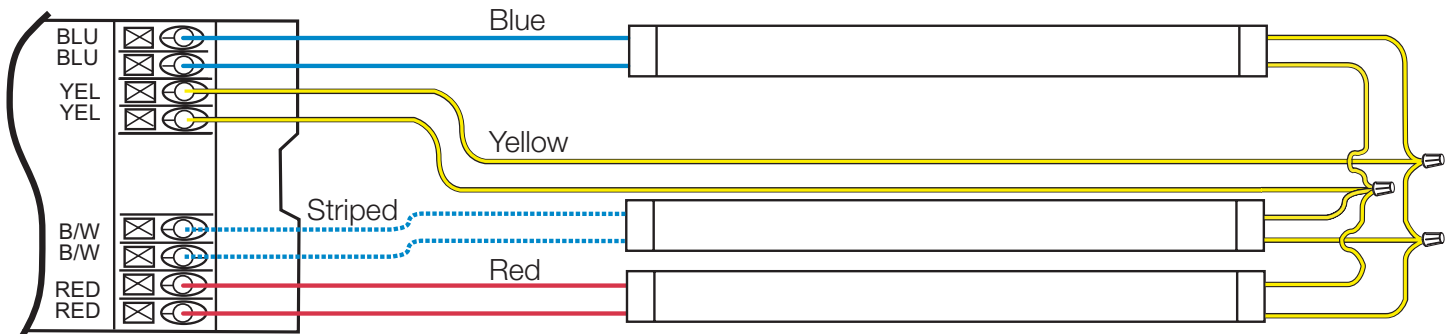 BLU
BLU
YEL
YEL
B/W
B/W
RED
RED
Blue
Yellow
Striped
Red